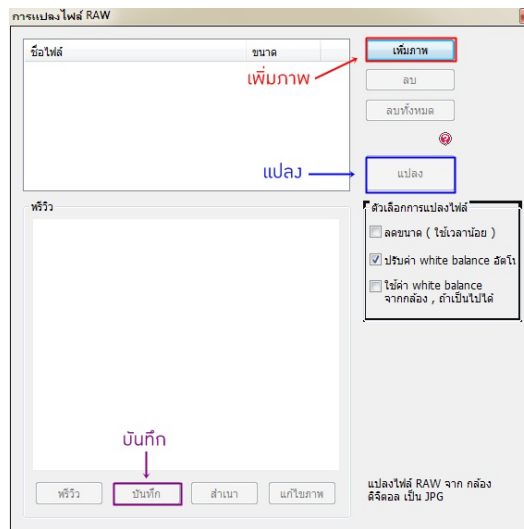 การแปลงไฟล์ RAW
ชื่อไฟล์ ขนาด
เพิ่มภาพ
เพิ่มภาพ
ลบ
ลบทั้งหมด
แปลง
แปลง
พรีวิว
ตัวเลือกการแปลงไฟล์
ลดขนาด ( ใช้เวลาน้อย )
ปรับค่า white balance อัตโน
ใช้ค่า white balance
จากกล้อง , ถ้าเป็นไปได้
บันทึก
พรีวิว บันทึก สำเนา แก้ไขภาพ
แปลงไฟล์ RAW จาก กล้อง
ดิจิตอล เป็น JPG